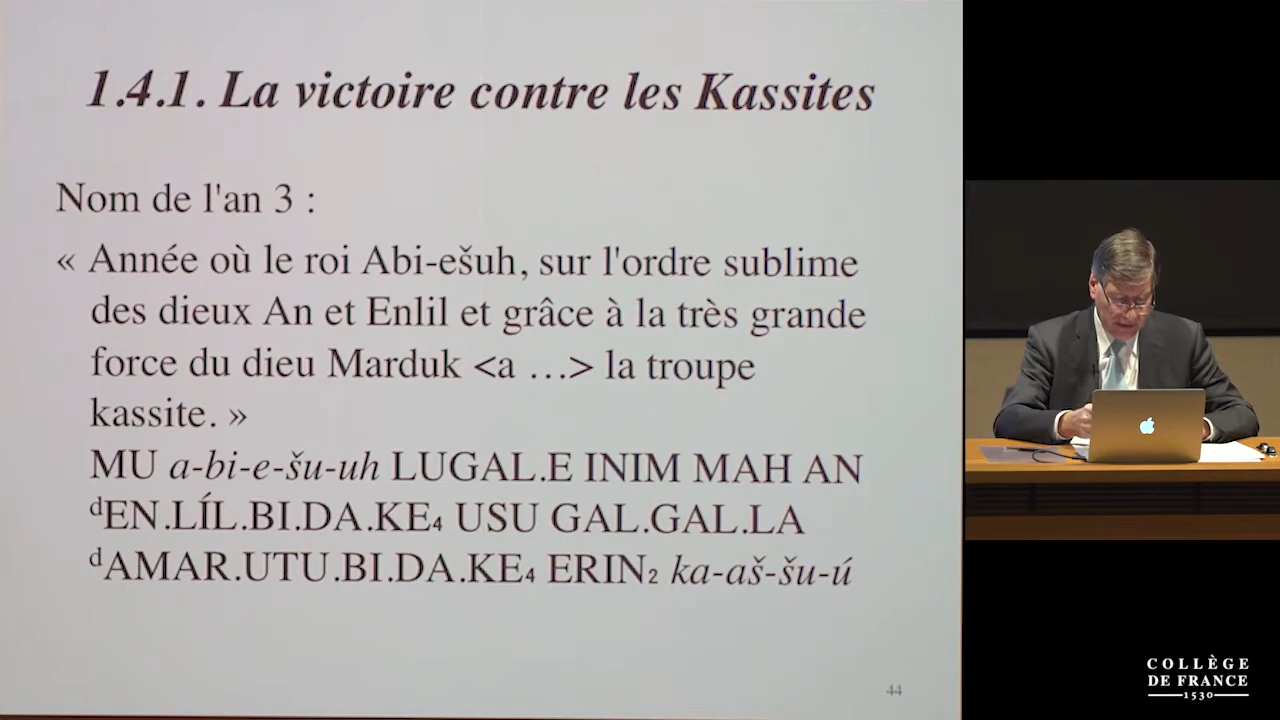 1.4.1. La victoire contre les Kassites
Nom de l'an 3 :
« Année où le roi Abi-ešuh, sur l'ordre sublime
des dieux An et Enlil et grâce à la très grande
force du dieu Marduk <a …> la troupe
kassite. »
MU a-bi-e-šu-uh LUGAL.E INIM MAH AN
ᵈEN.LÍL.BI.DA.KE₄ USU GAL.GAL.LA
ᵈAMAR.UTU.BI.DA.KE₄ ERIN₂ ka-aš-šu-ú
44
COLLÈGE
DE FRANCE
1530